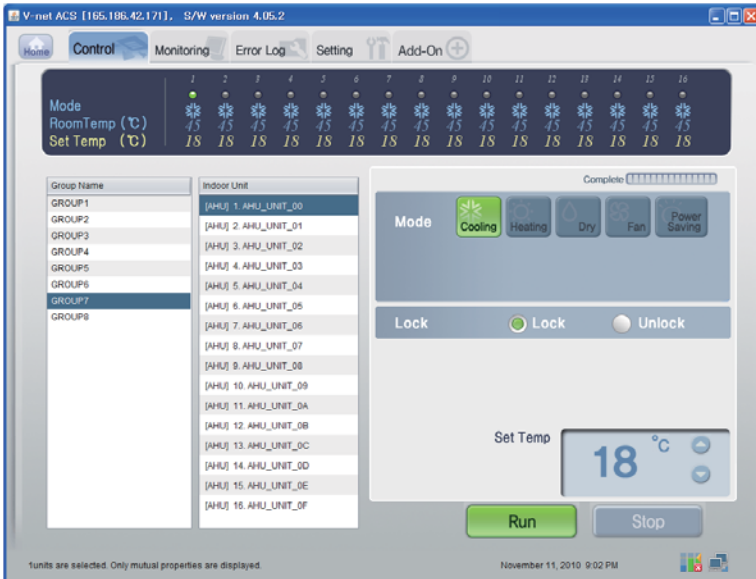 V-net ACS [165.186.42.171],   S/W version 4.05.2
Home Control Monitoring Error Log Setting Add-On
1 2 3 4 5 6 7 8 9 10 11 12 13 14 15 16
Mode
RoomTemp (℃) 45 45 45 45 45 45 45 45 45 45 45 45 45 45 45 45
Set Temp (℃) 18 18 18 18 18 18 18 18 18 18 18 18 18 18 18 18
Group Name
GROUP1
GROUP2
GROUP3
GROUP4
GROUP5
GROUP6
GROUP7
GROUP8
Indoor Unit
[AHU] 1. AHU_UNIT_00
[AHU] 2. AHU_UNIT_01
[AHU] 3. AHU_UNIT_02
[AHU] 4. AHU_UNIT_03
[AHU] 5. AHU_UNIT_04
[AHU] 6. AHU_UNIT_05
[AHU] 7. AHU_UNIT_06
[AHU] 8. AHU_UNIT_07
[AHU] 9. AHU_UNIT_08
[AHU] 10. AHU_UNIT_09
[AHU] 11. AHU_UNIT_0A
[AHU] 12. AHU_UNIT_0B
[AHU] 13. AHU_UNIT_0C
[AHU] 14. AHU_UNIT_0D
[AHU] 15. AHU_UNIT_0E
[AHU] 16. AHU_UNIT_0F
Complete
Mode Cooling Heating Dry Fan Power Saving
Lock Lock Unlock
Set Temp 18 °C
Run Stop
1units are selected. Only mutual properties are displayed. November 11, 2010 9:02 PM